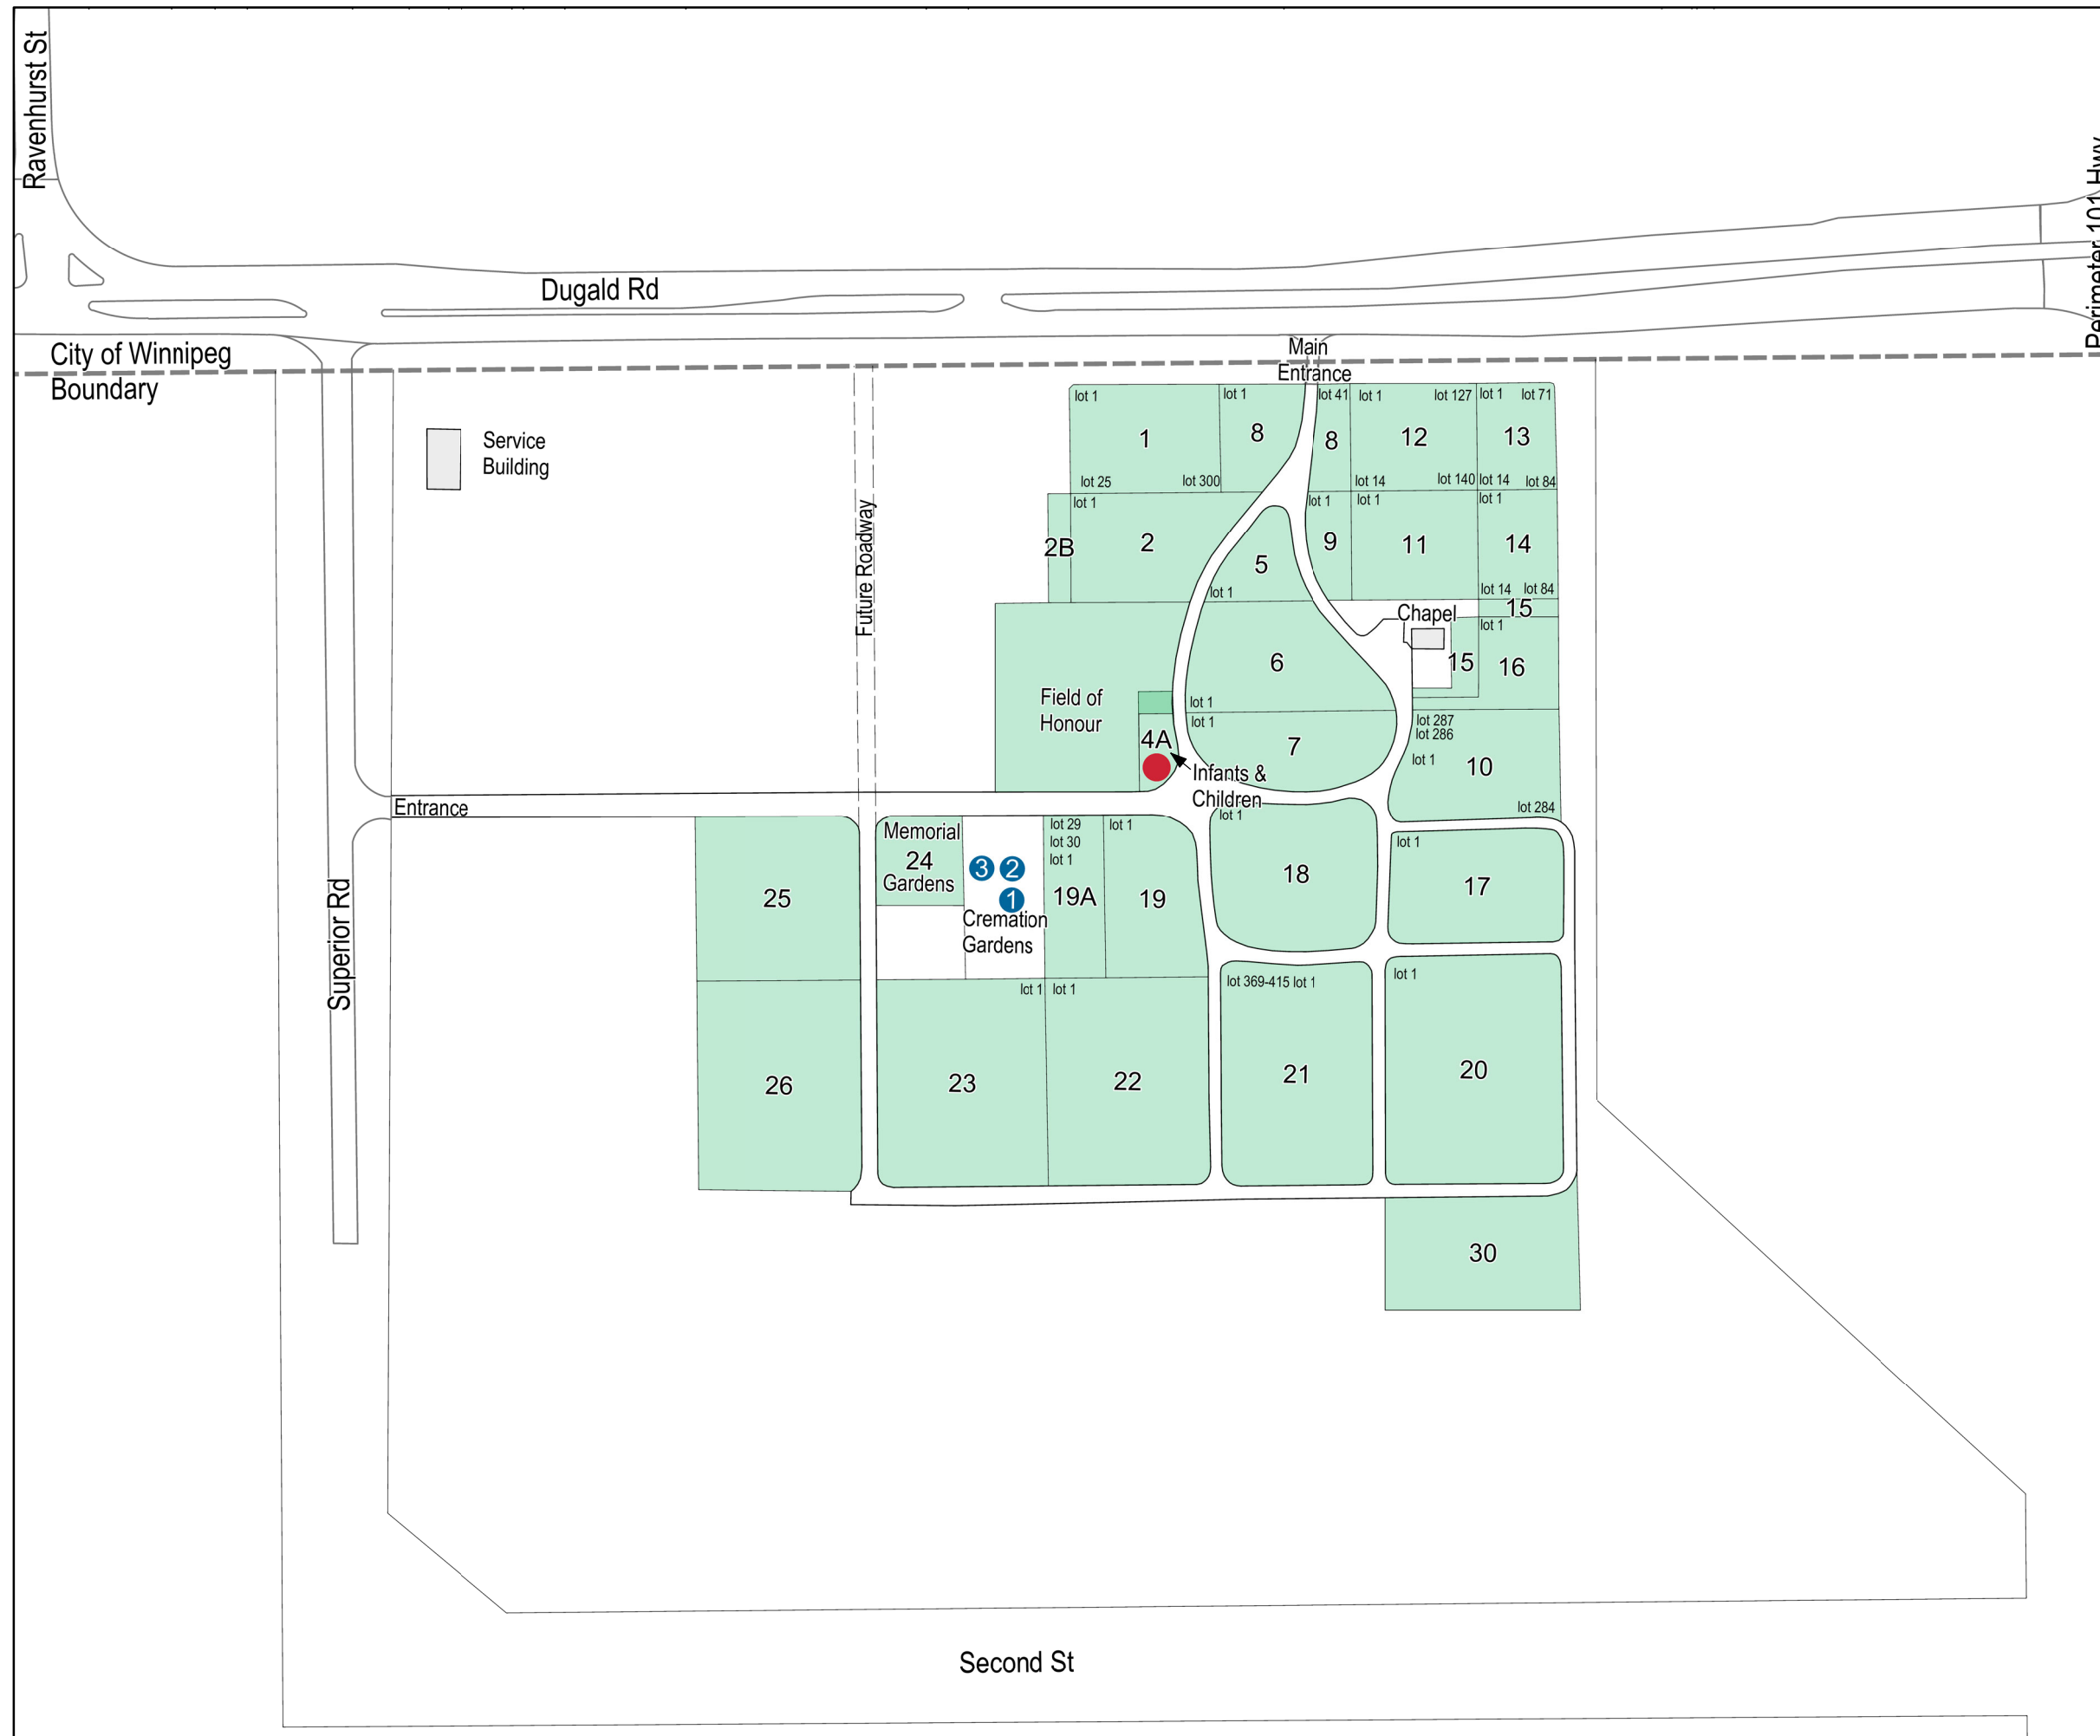 Ravenhurst St
Perimeter 101 Hwy
Dugald Rd
City of Winnipeg
Boundary
Main
Entrance
Service
Building
Future Roadway
lot 1
lot 1
lot 41
lot 1
lot 127
lot 1
lot 71
1
8
8
12
13
lot 25
lot 300
lot 14
lot 140
lot 14
lot 84
lot 1
lot 1
lot 1
lot 1
2B
2
5
9
11
14
lot 1
lot 14
lot 84
15
Chapel
lot 1
6
15
16
Field of
Honour
lot 1
lot 1
lot 287
lot 286
4A
7
lot 1
10
Infants &
Children
lot 284
Entrance
lot 1
Memorial
24
Gardens
lot 29
lot 30
lot 1
lot 1
lot 1
3
2
1
Cremation
Gardens
25
19A
19
18
17
Superior Rd
lot 1
lot 1
lot 369-415 lot 1
lot 1
26
23
22
21
20
30
Second St